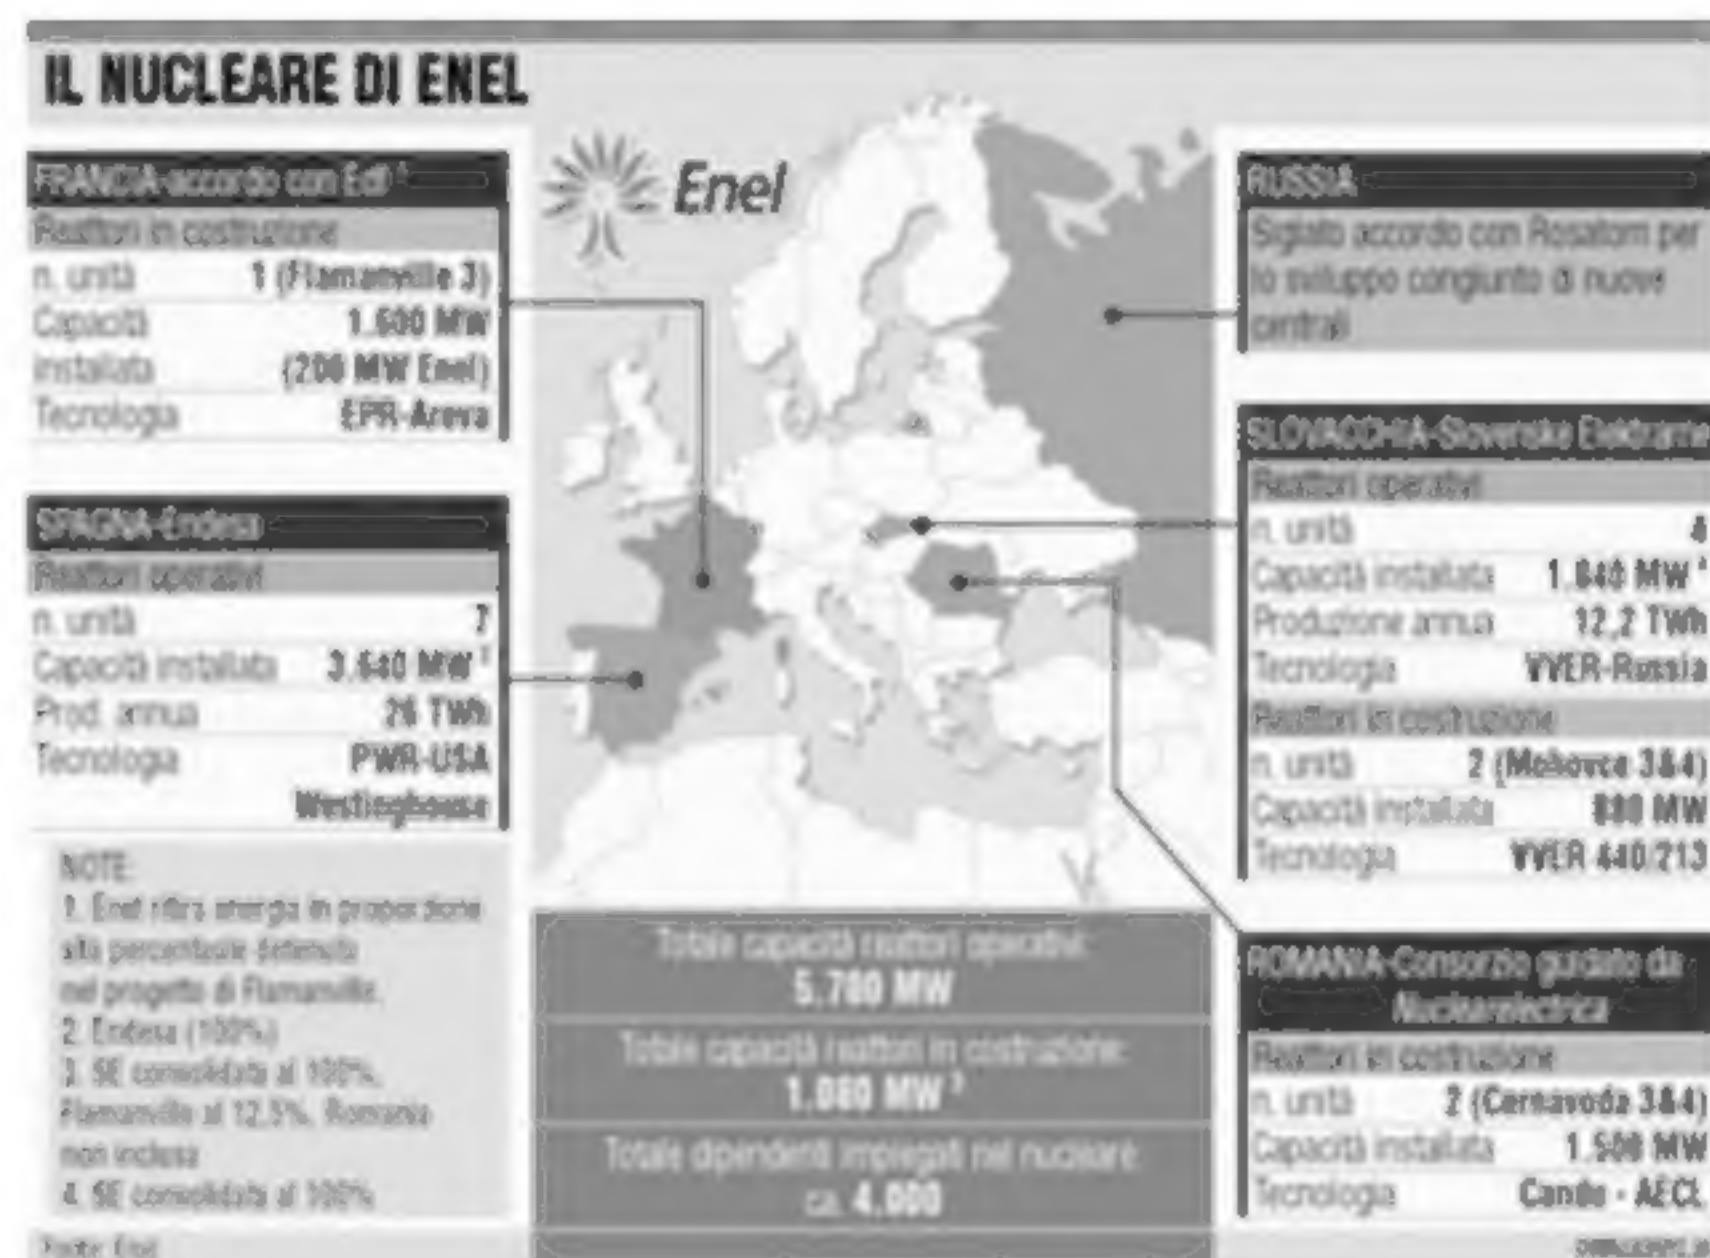 IL NUCLEARE DI ENEL
Enel
FRANCIA-accordo con Edf ¹
Reattori in costruzione
n. unità 1 (Flamanville 3)
Capacità 1.600 MW
installata (200 MW Enel)
Tecnologia EPR-Areva
SPAGNA-Endesa
Reattori operativi
n. unità 7
Capacità installata 3.640 MW ²
Prod. annua 26 TWh
Tecnologia PWR-USA
Westinghouse
NOTE:
1. Enel ritira energia in proporzione
alla percentuale detenuta
nel progetto di Flamanville.
2. Endesa (100%)
3. SE consolidata al 100%,
Flamanville al 12,5%, Romania
non inclusa
4. SE consolidata al 100%
Fonte: Enel
Totale capacità reattori operativi:
5.780 MW
Totale capacità reattori in costruzione:
1.080 MW ³
Totale dipendenti impiegati nel nucleare:
ca. 4.000
RUSSIA
Siglato accordo con Rosatom per
lo sviluppo congiunto di nuove
centrali
SLOVACCHIA-Slovenske Elektrarne
Reattori operativi
n. unità 4
Capacità installata MW ⁴
Produzione annua 12,2 TWh
Tecnologia VVER-Russia
Reattori in costruzione
n. unità 2 (Mohovce 3&4)
Capacità installata 880 MW
Tecnologia VVER 440/213
ROMANIA-Consorzio guidato da
Nuclearelectrica
Reattori in costruzione
n. unità 2 (Cernavoda 3&4)
Capacità installata 1.500 MW
Tecnologia Candu - AECL